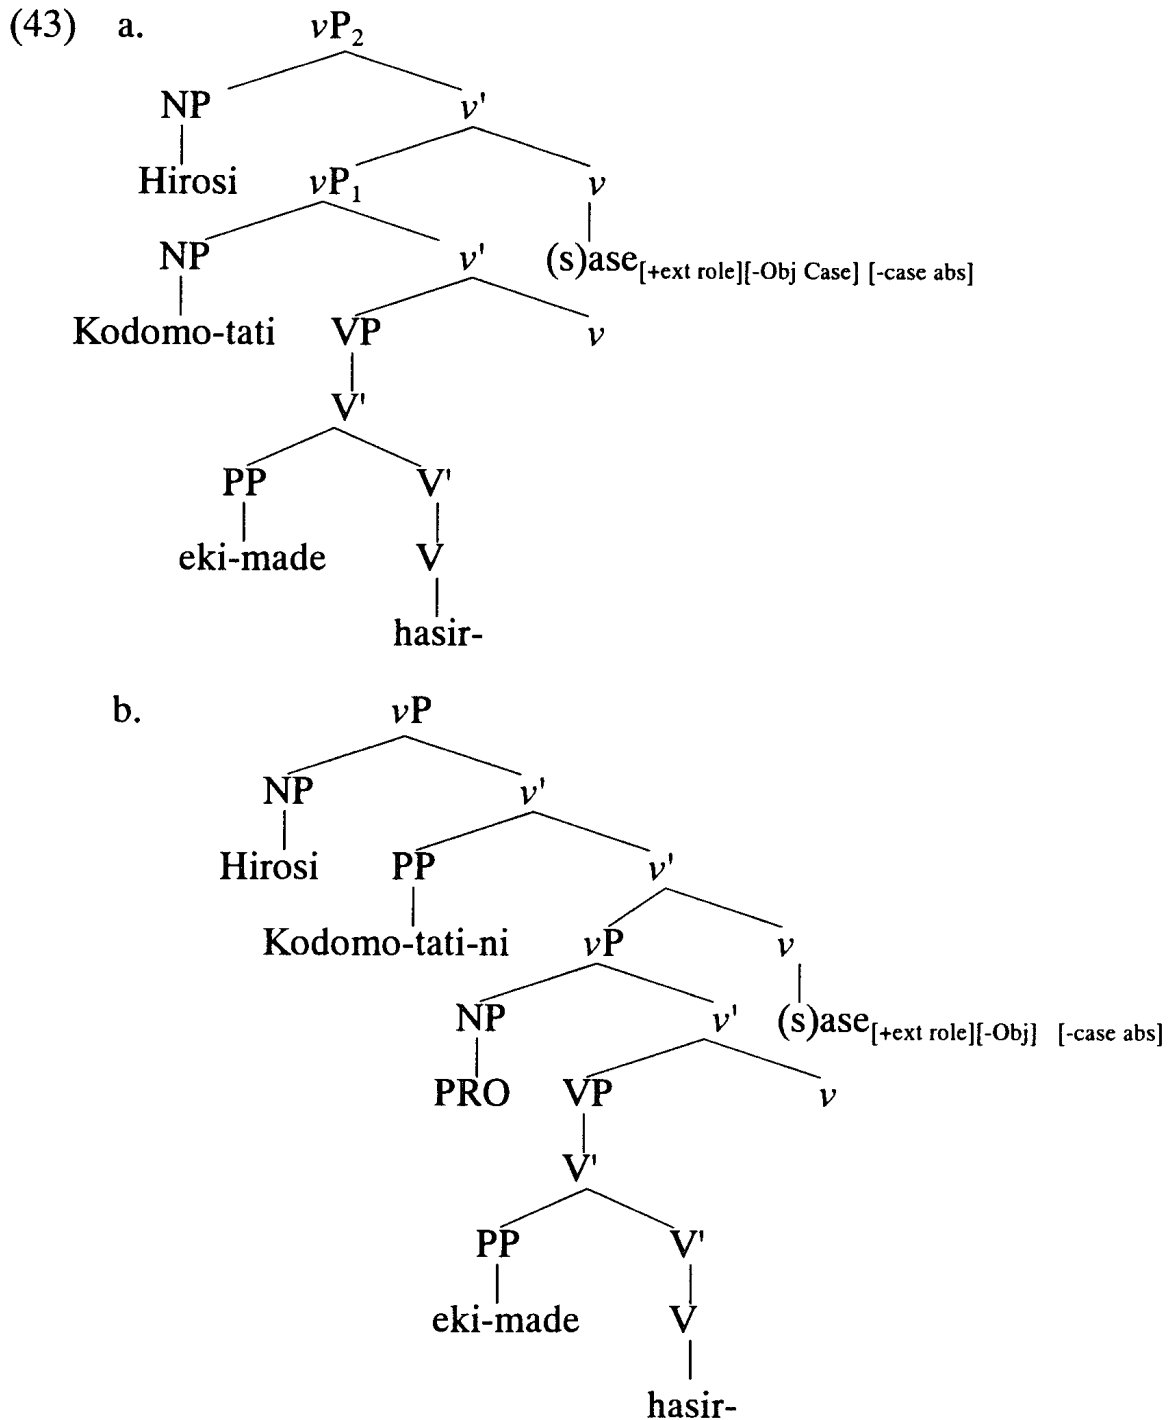 (43) a. vP₂
NP v'
Hirosi vP₁ v
NP v' (s)ase[+ext role][-Obj Case] [-case abs]
Kodomo-tati VP v
V'
PP V'
eki-made V
hasir-
b. vP
NP v'
Hirosi PP v'
Kodomo-tati-ni vP v
NP v' (s)ase[+ext role][-Obj] [-case abs]
PRO VP v
V'
PP V'
eki-made V
hasir-